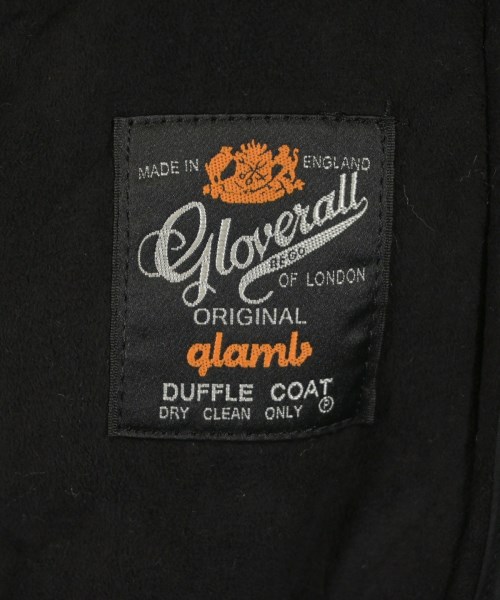 MADE IN ENGLAND
Gloverall
REGD
OF LONDON
ORIGINAL
glamb
DUFFLE COAT
DRY CLEAN ONLY Ⓟ